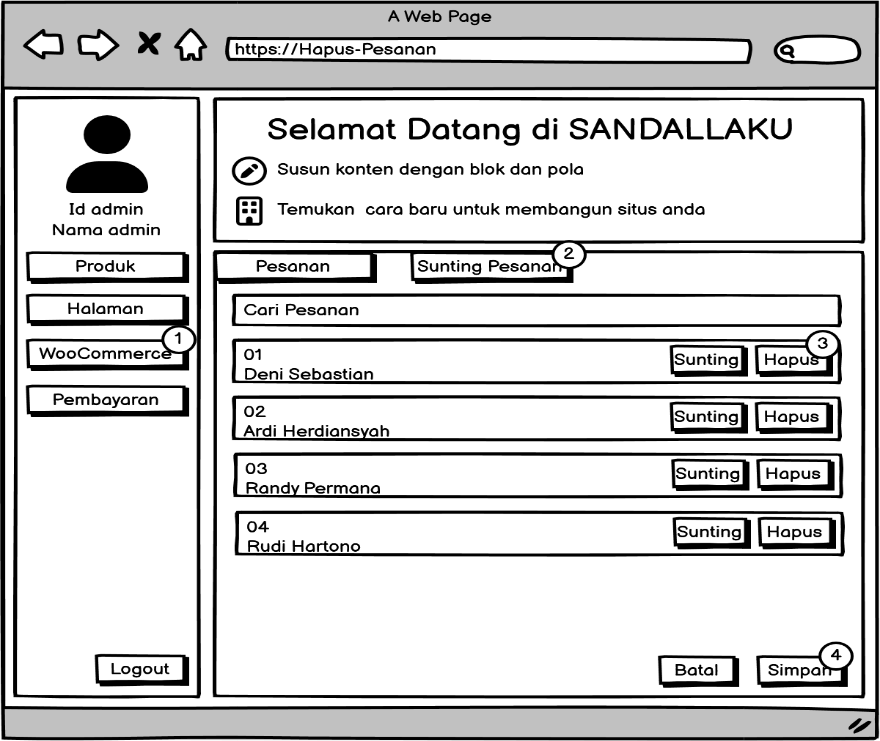 A Web Page
https://Hapus-Pesanan
Selamat Datang di SANDALLAKU
Susun konten dengan blok dan pola
Temukan cara baru untuk membangun situs anda
Id admin
Nama admin
Produk
Halaman
WooCommerce
1
Pembayaran
Logout
Pesanan
Sunting Pesanan
2
Cari Pesanan
01
Deni Sebastian
Sunting
Hapus
3
02
Ardi Herdiansyah
Sunting
Hapus
03
Randy Permana
Sunting
Hapus
04
Rudi Hartono
Sunting
Hapus
Batal
Simpan
4